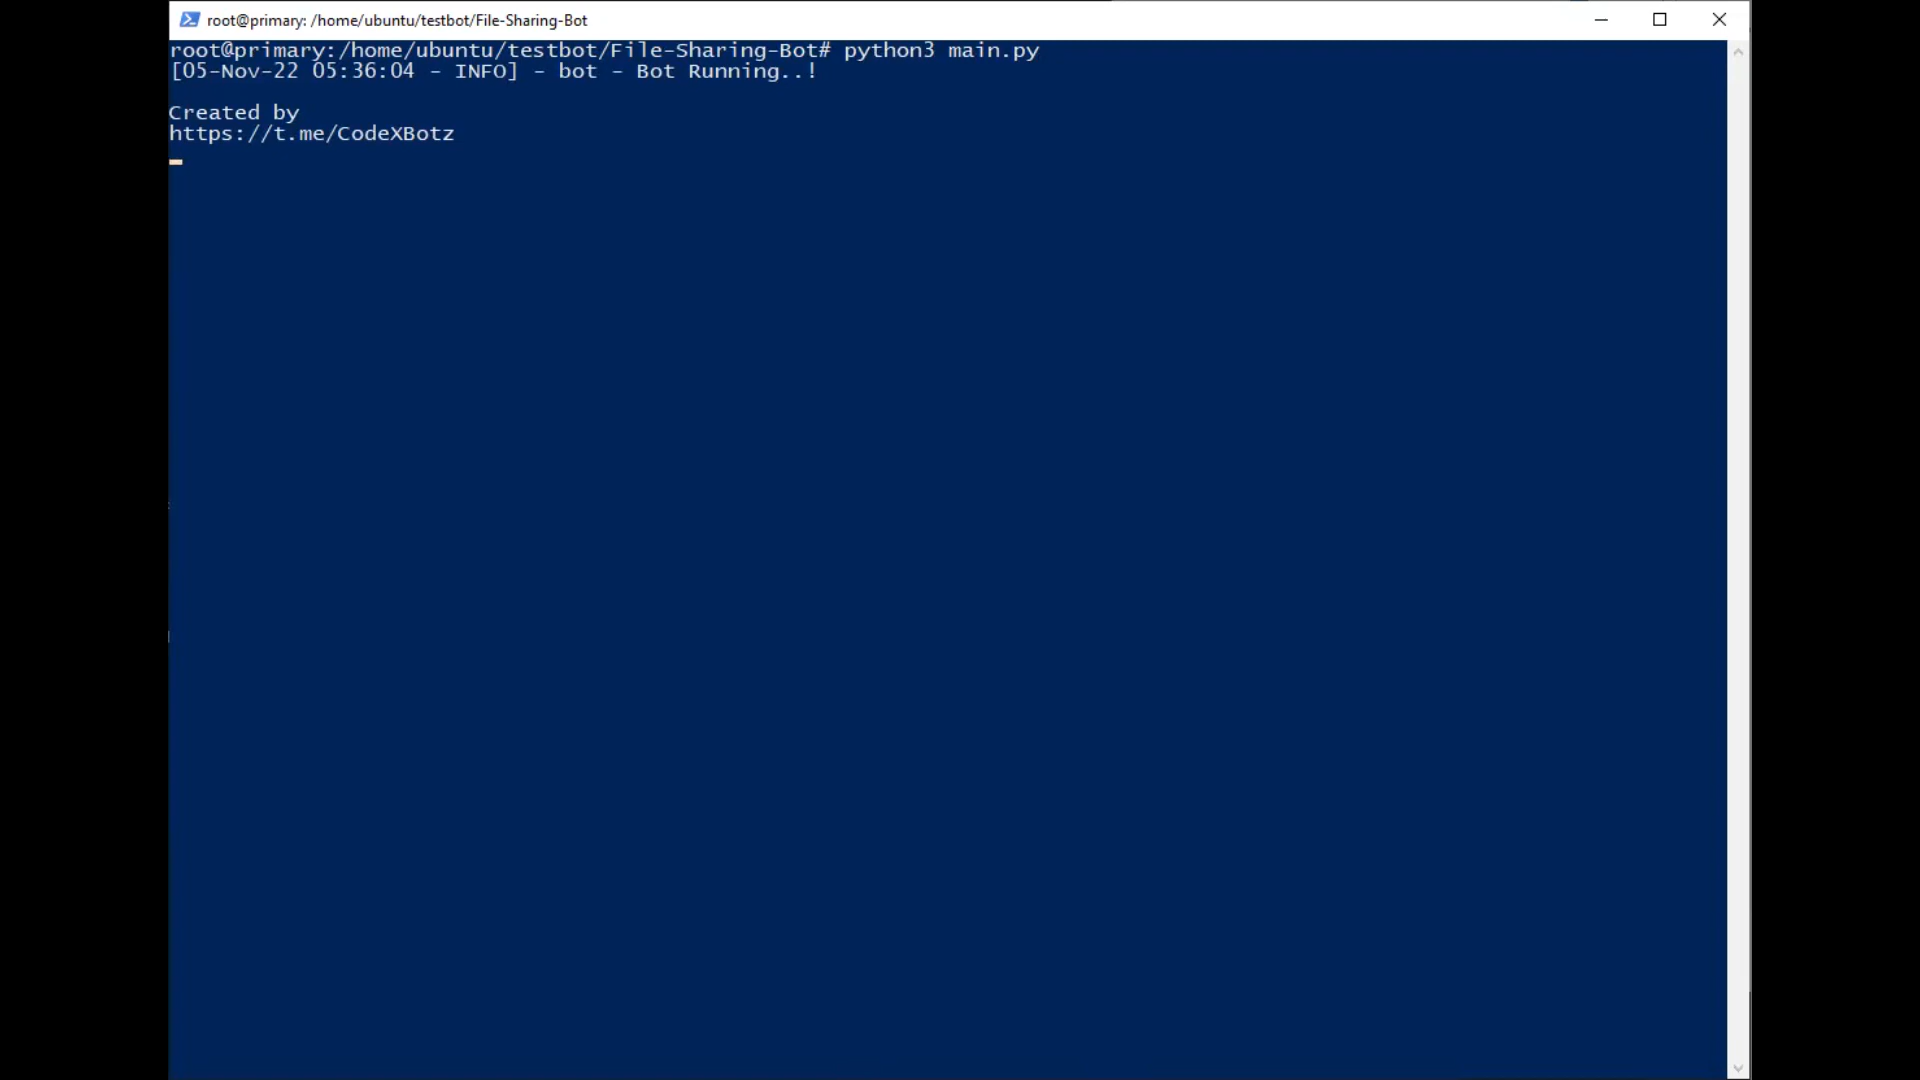 root@primary: /home/ubuntu/testbot/File-Sharing-Bot
root@primary:/home/ubuntu/testbot/File-Sharing-Bot# python3 main.py
[05-Nov-22 05:36:04 - INFO] - bot - Bot Running..!
Created by
https://t.me/CodeXBotz